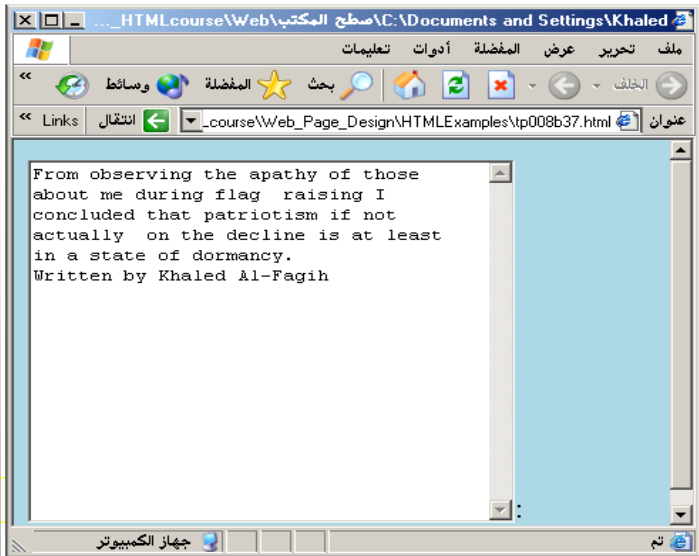 C:\Documents and Settings\Khaled\سطح المكتب\HTMLcourse\Web_...
ملف تحرير عرض المفضلة أدوات تعليمات
الخلف بحث المفضلة وسائط »
عنوان _course\Web_Page_Design\HTMLExamples\tp008b37.html انتقال Links »
From observing the apathy of those
about me during flag  raising I
concluded that patriotism if not
actually  on the decline is at least
in a state of dormancy.
Written by Khaled Al-Fagih
:
تم جهاز الكمبيوتر